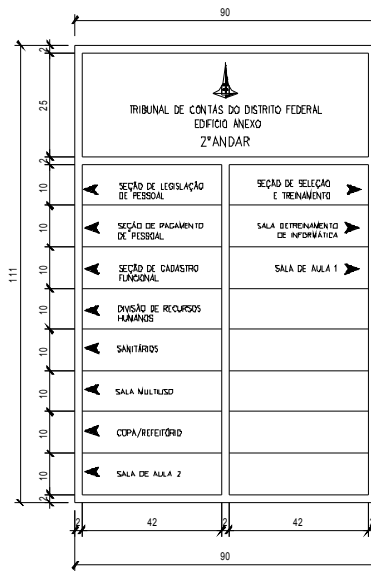 90
2
25
TRIBUNAL DE CONTAS DO DISTRITO FEDERAL
EDIFÍCIO ANEXO
2°ANDAR
2
10
SEÇÃO DE LEGISLAÇÃO
DE PESSOAL
SEÇÃO DE SELEÇÃO
E TREINAMENTO
10
SEÇÃO DE PAGAMENTO
DE PESSOAL
SALA DETREINAMENTO
DE INFORMÁTICA
10
SEÇÃO DE CADASTRO
FUNCIONAL
SALA DE AULA 1
111
10
DIVISÃO DE RECURSOS
HUMANOS
10
SANITÁRIOS
10
SALA MULTIUSO
10
COPA/REFEITÓRIO
10
SALA DE AULA 2
2
2 42 2 42 2
90